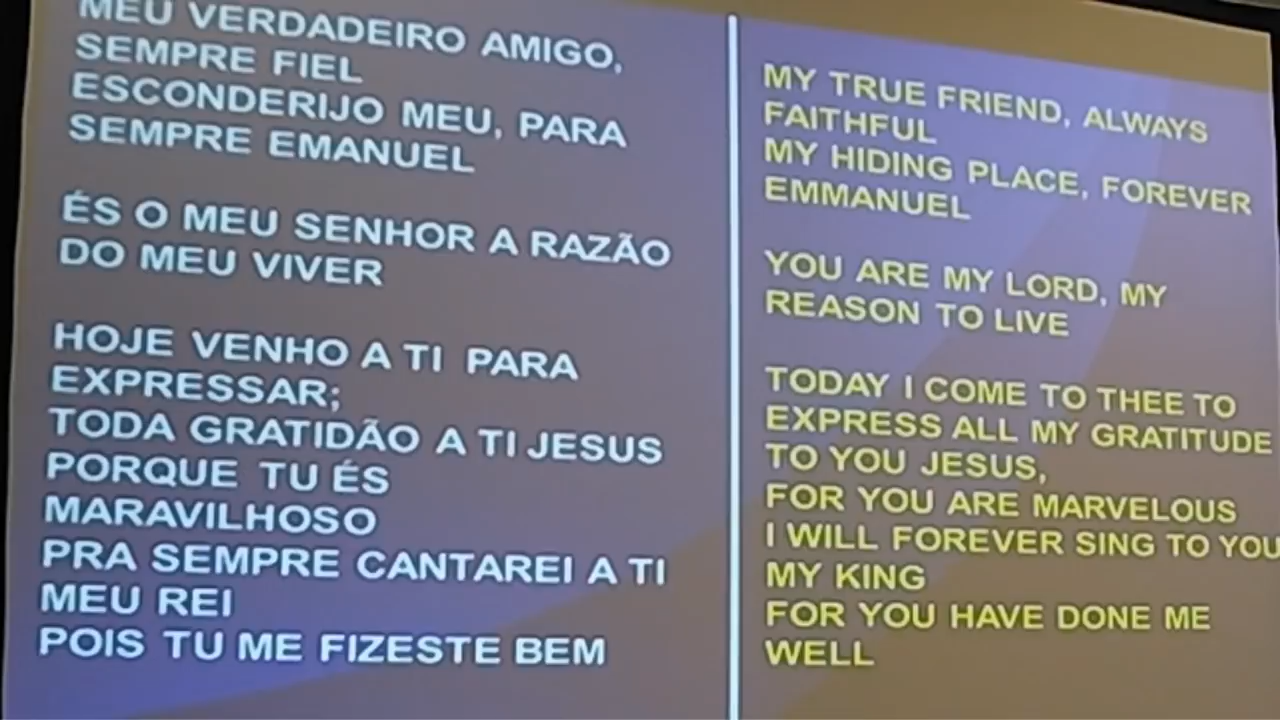 MEU VERDADEIRO AMIGO,
SEMPRE FIEL
ESCONDERIJO MEU, PARA
SEMPRE EMANUEL
ÉS O MEU SENHOR A RAZÃO
DO MEU VIVER
HOJE VENHO A TI PARA
EXPRESSAR;
TODA GRATIDÃO A TI JESUS
PORQUE TU ÉS
MARAVILHOSO
PRA SEMPRE CANTAREI A TI
MEU REI
POIS TU ME FIZESTE BEM
MY TRUE FRIEND, ALWAYS
FAITHFUL
MY HIDING PLACE, FOREVER
EMMANUEL
YOU ARE MY LORD, MY
REASON TO LIVE
TODAY I COME TO THEE TO
EXPRESS ALL MY GRATITUDE
TO YOU JESUS,
FOR YOU ARE MARVELOUS
I WILL FOREVER SING TO YOU
MY KING
FOR YOU HAVE DONE ME
WELL